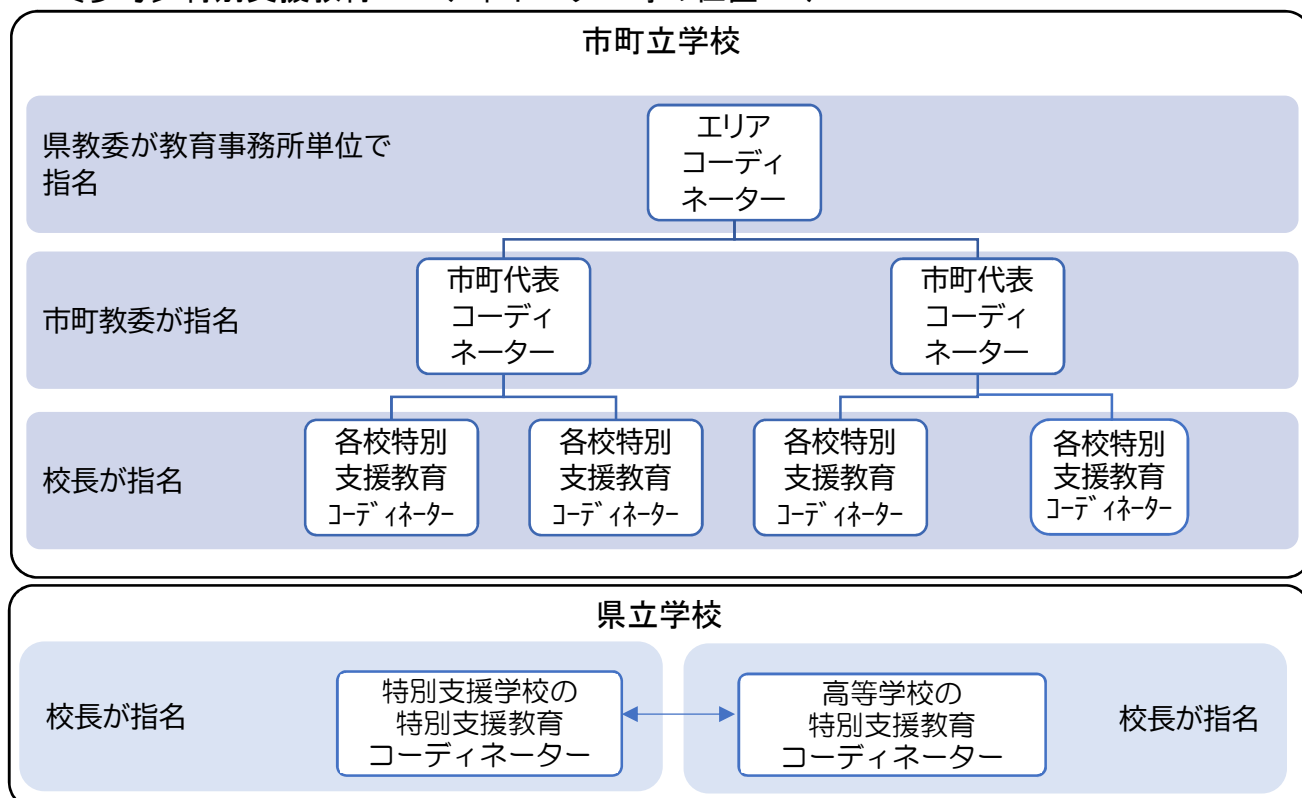 市町立学校
県教委が教育事務所単位で
指名
エリア
コーディ
ネーター
市町教委が指名
市町代表
コーディ
ネーター
市町代表
コーディ
ネーター
校長が指名
各校特別
支援教育
ｺｰﾃﾞｨﾈｰﾀｰ
各校特別
支援教育
ｺｰﾃﾞｨﾈｰﾀｰ
各校特別
支援教育
ｺｰﾃﾞｨﾈｰﾀｰ
各校特別
支援教育
ｺｰﾃﾞｨﾈｰﾀｰ
県立学校
校長が指名
特別支援学校の
特別支援教育
コーディネーター
高等学校の
特別支援教育
コーディネーター
校長が指名